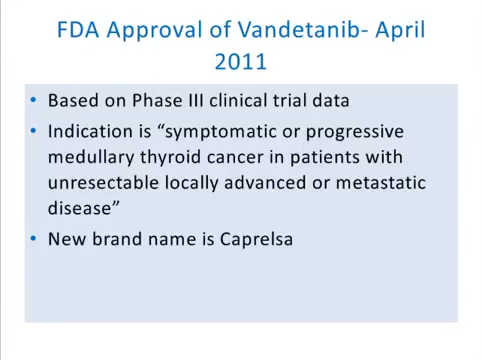 FDA Approval of Vandetanib- April
2011
• Based on Phase III clinical trial data
• Indication is “symptomatic or progressive
medullary thyroid cancer in patients with
unresectable locally advanced or metastatic
disease”
• New brand name is Caprelsa